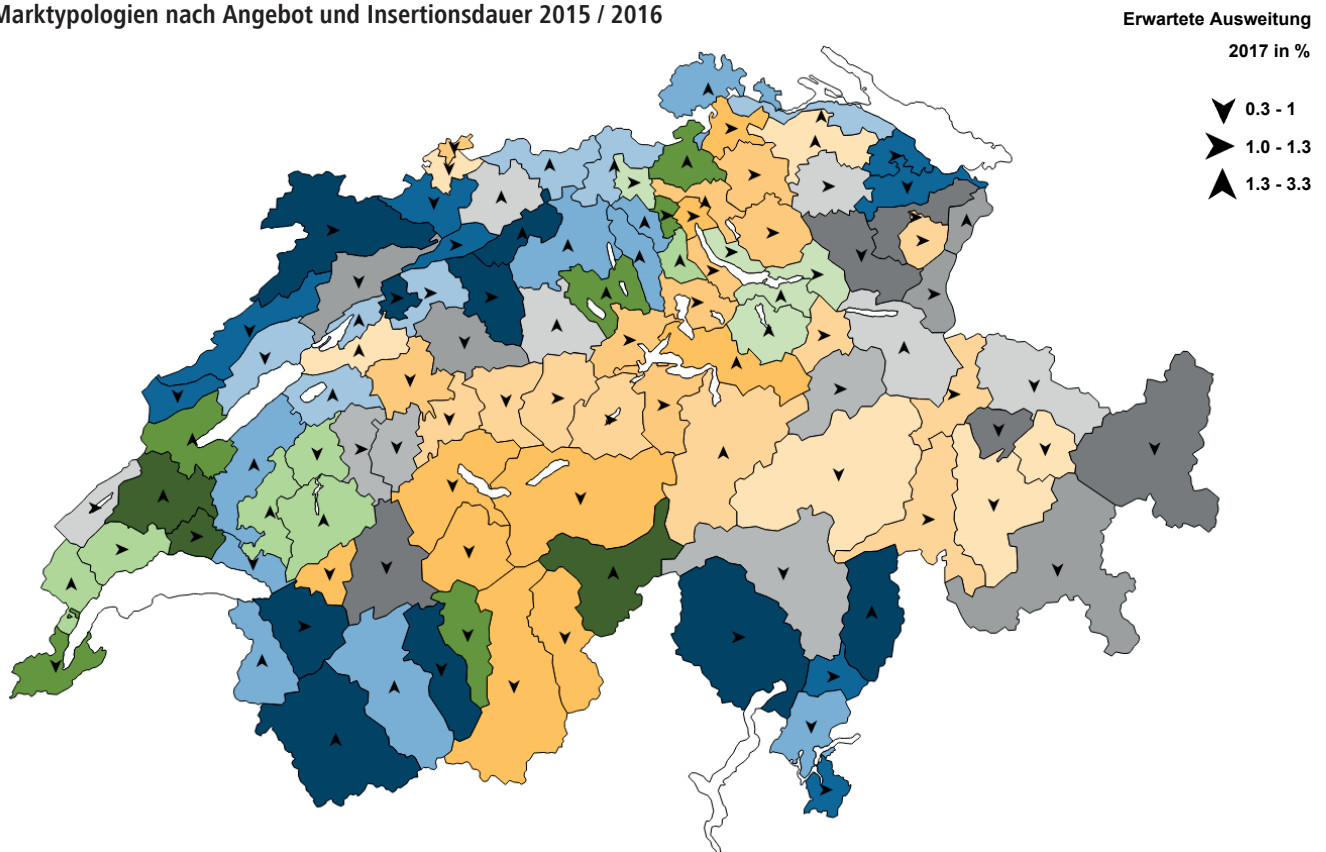 Marktypologien nach Angebot und Insertionsdauer 2015 / 2016
Erwartete Ausweitung
2017 in %
0.3 - 1
1.0 - 1.3
1.3 - 3.3